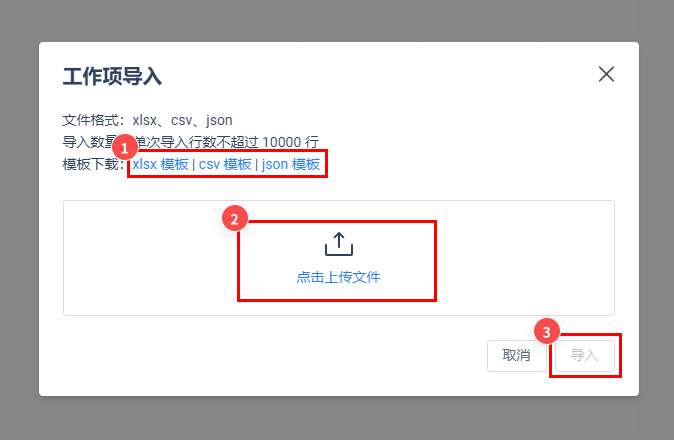 工作项导入
文件格式：xlsx、csv、json
导入数量 单次导入行数不超过 10000 行
1
模板下载：xlsx 模板 | csv 模板 | json 模板
2
点击上传文件
3
取消
导入